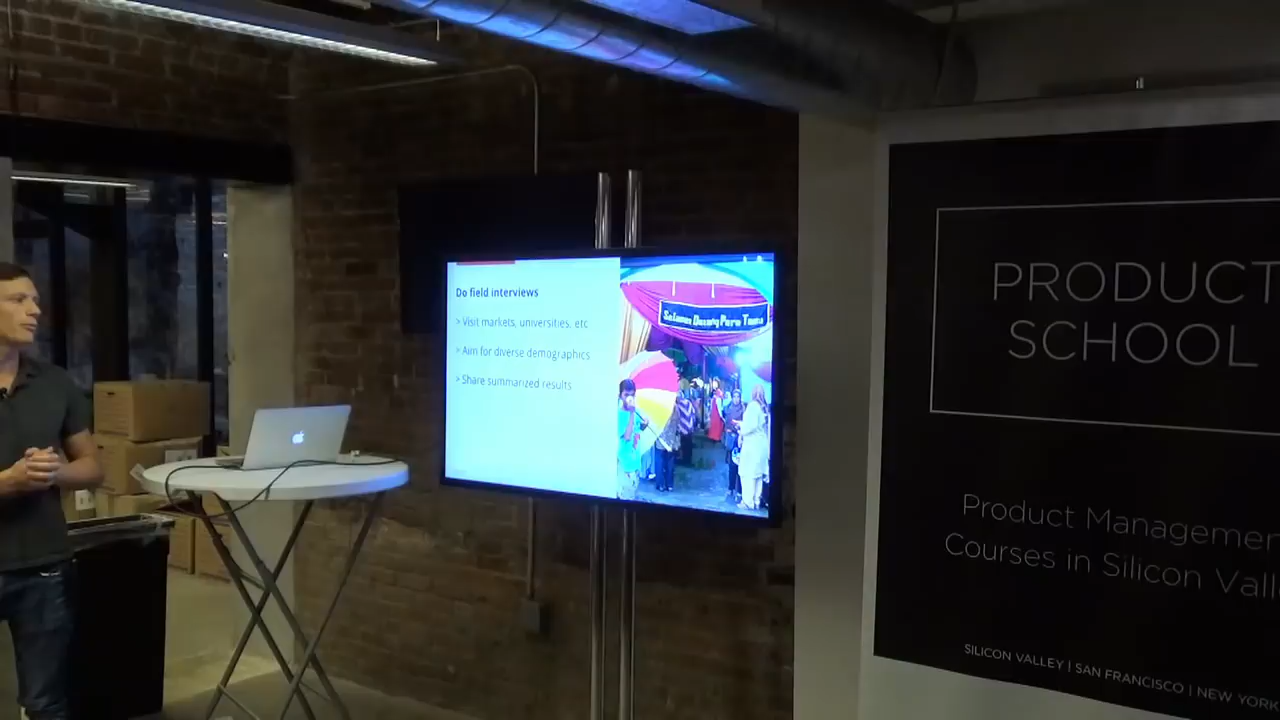 Do field interviews
> Visit markets, universities, etc
> Aim for diverse demographics
> Share summarized results
PRODUCT
SCHOOL
Product Managemen
Courses in Silicon Vall
SILICON VALLEY | SAN FRANCISCO | NEW YORK